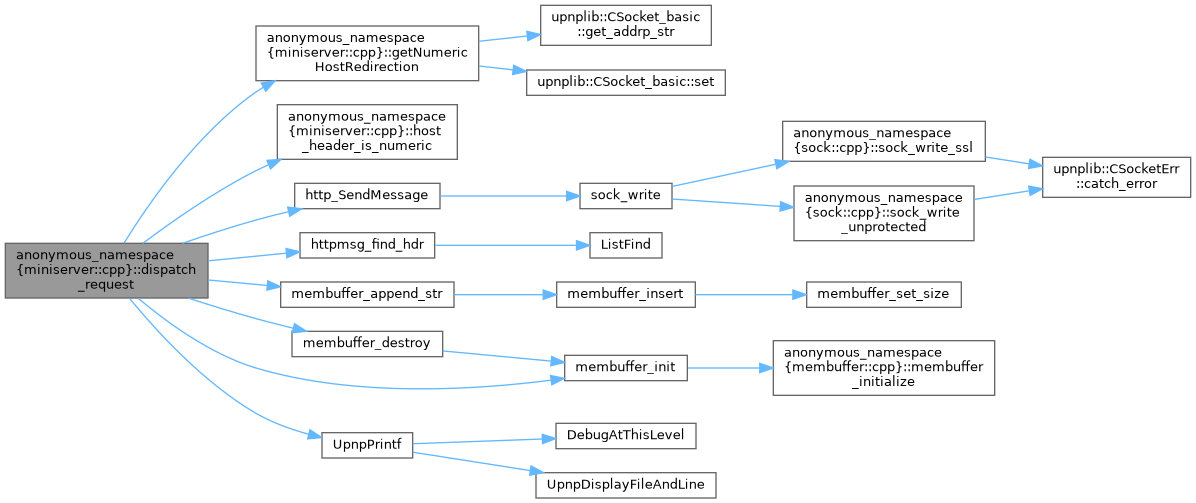 upnplib::CSocket_basic
::get_addrp_str
anonymous_namespace
{miniserver::cpp}::getNumeric
HostRedirection
upnplib::CSocket_basic::set
anonymous_namespace
{miniserver::cpp}::host
_header_is_numeric
anonymous_namespace
{sock::cpp}::sock_write_ssl
upnplib::CSocketErr
::catch_error
http_SendMessage
sock_write
anonymous_namespace
{sock::cpp}::sock_write
_unprotected
anonymous_namespace
{miniserver::cpp}::dispatch
_request
httpmsg_find_hdr
ListFind
membuffer_append_str
membuffer_insert
membuffer_set_size
membuffer_destroy
membuffer_init
anonymous_namespace
{membuffer::cpp}::membuffer
_initialize
UpnpPrintf
DebugAtThisLevel
UpnpDisplayFileAndLine